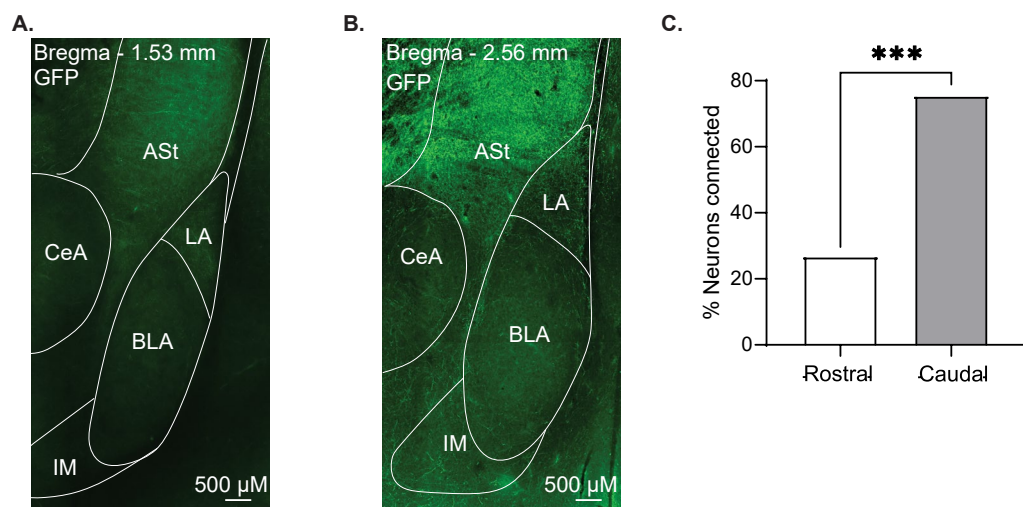 A.
Bregma - 1.53 mm
GFP
ASt
LA
CeA
BLA
IM
500 µM
B.
Bregma - 2.56 mm
GFP
ASt
LA
CeA
BLA
IM
500 µM
C.
***
% Neurons connected
80
60
40
20
0
Rostral
Caudal